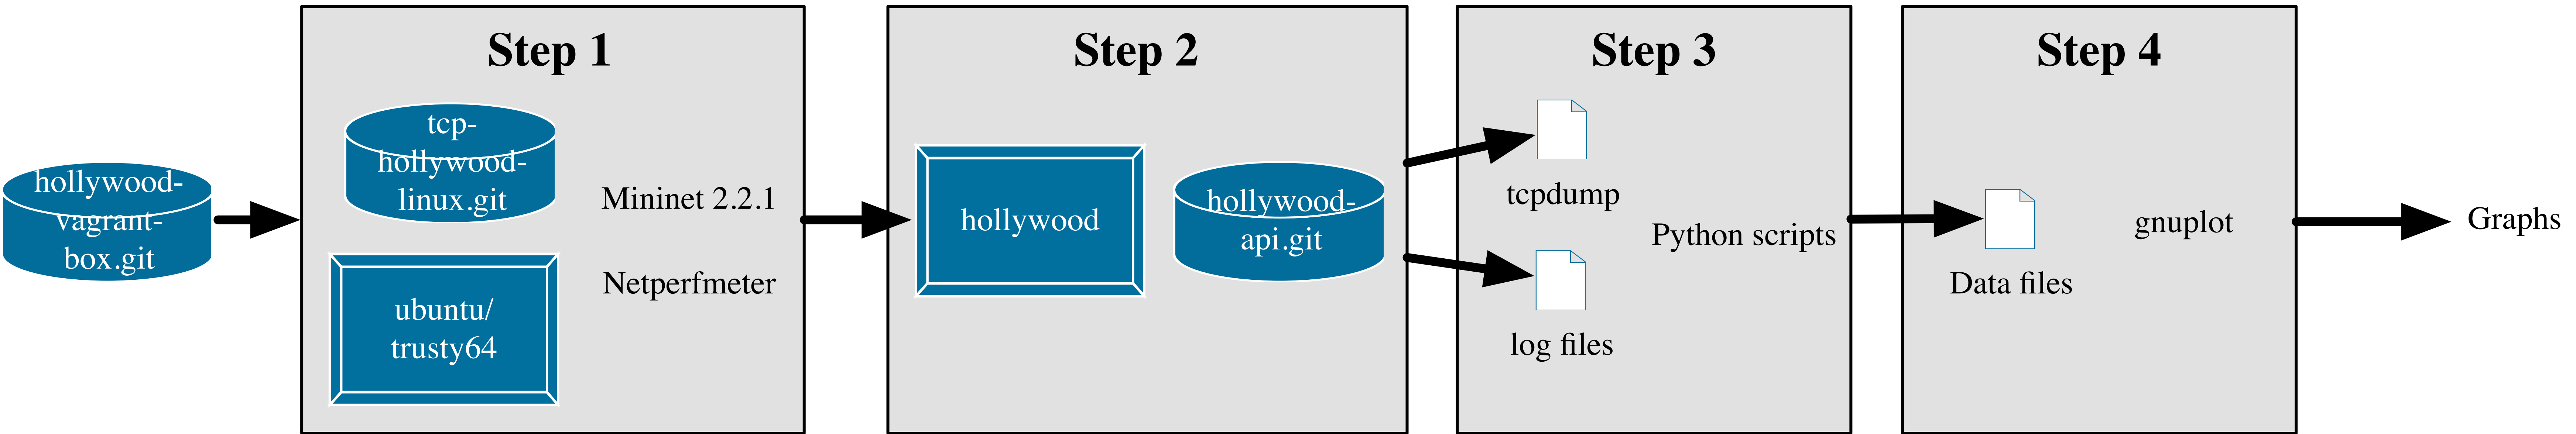 hollywood-
vagrant-
box.git
Step 1
tcp-
hollywood-
linux.git
ubuntu/
trusty64
Mininet 2.2.1
Netperfmeter
Step 2
hollywood
hollywood-
api.git
Step 3
tcpdump
log files
Python scripts
Step 4
Data files
gnuplot
Graphs